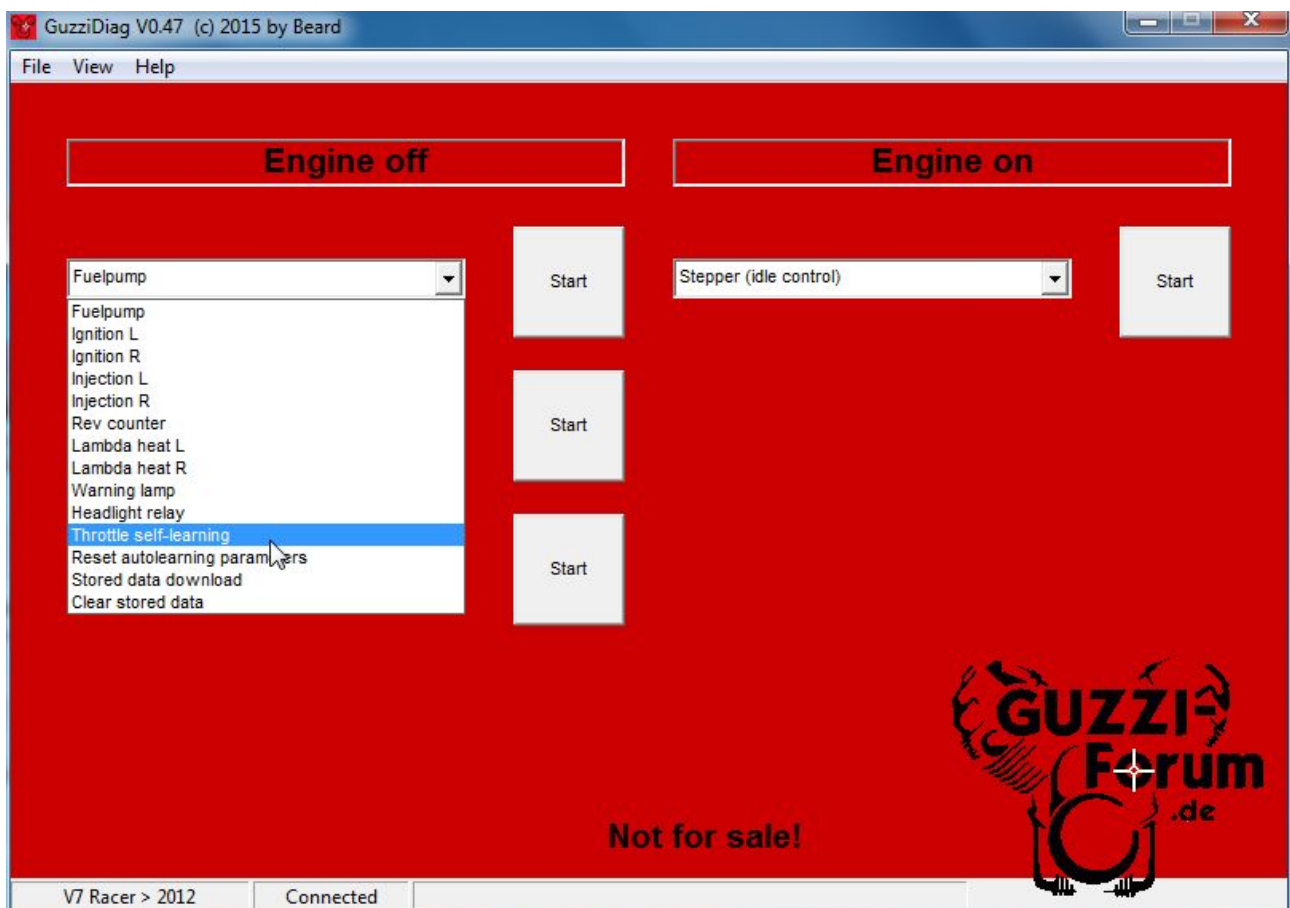 GuzziDiag V0.47 (c) 2015 by Beard
File View Help
Engine off
Engine on
Fuelpump
Start
Stepper (idle control)
Start
Fuelpump
Ignition L
Ignition R
Injection L
Injection R
Rev counter
Lambda heat L
Lambda heat R
Warning lamp
Headlight relay
Throttle self-learning
Reset autolearning parameters
Stored data download
Clear stored data
Start
Start
GUZZI-
Forum
.de
Not for sale!
V7 Racer > 2012
Connected